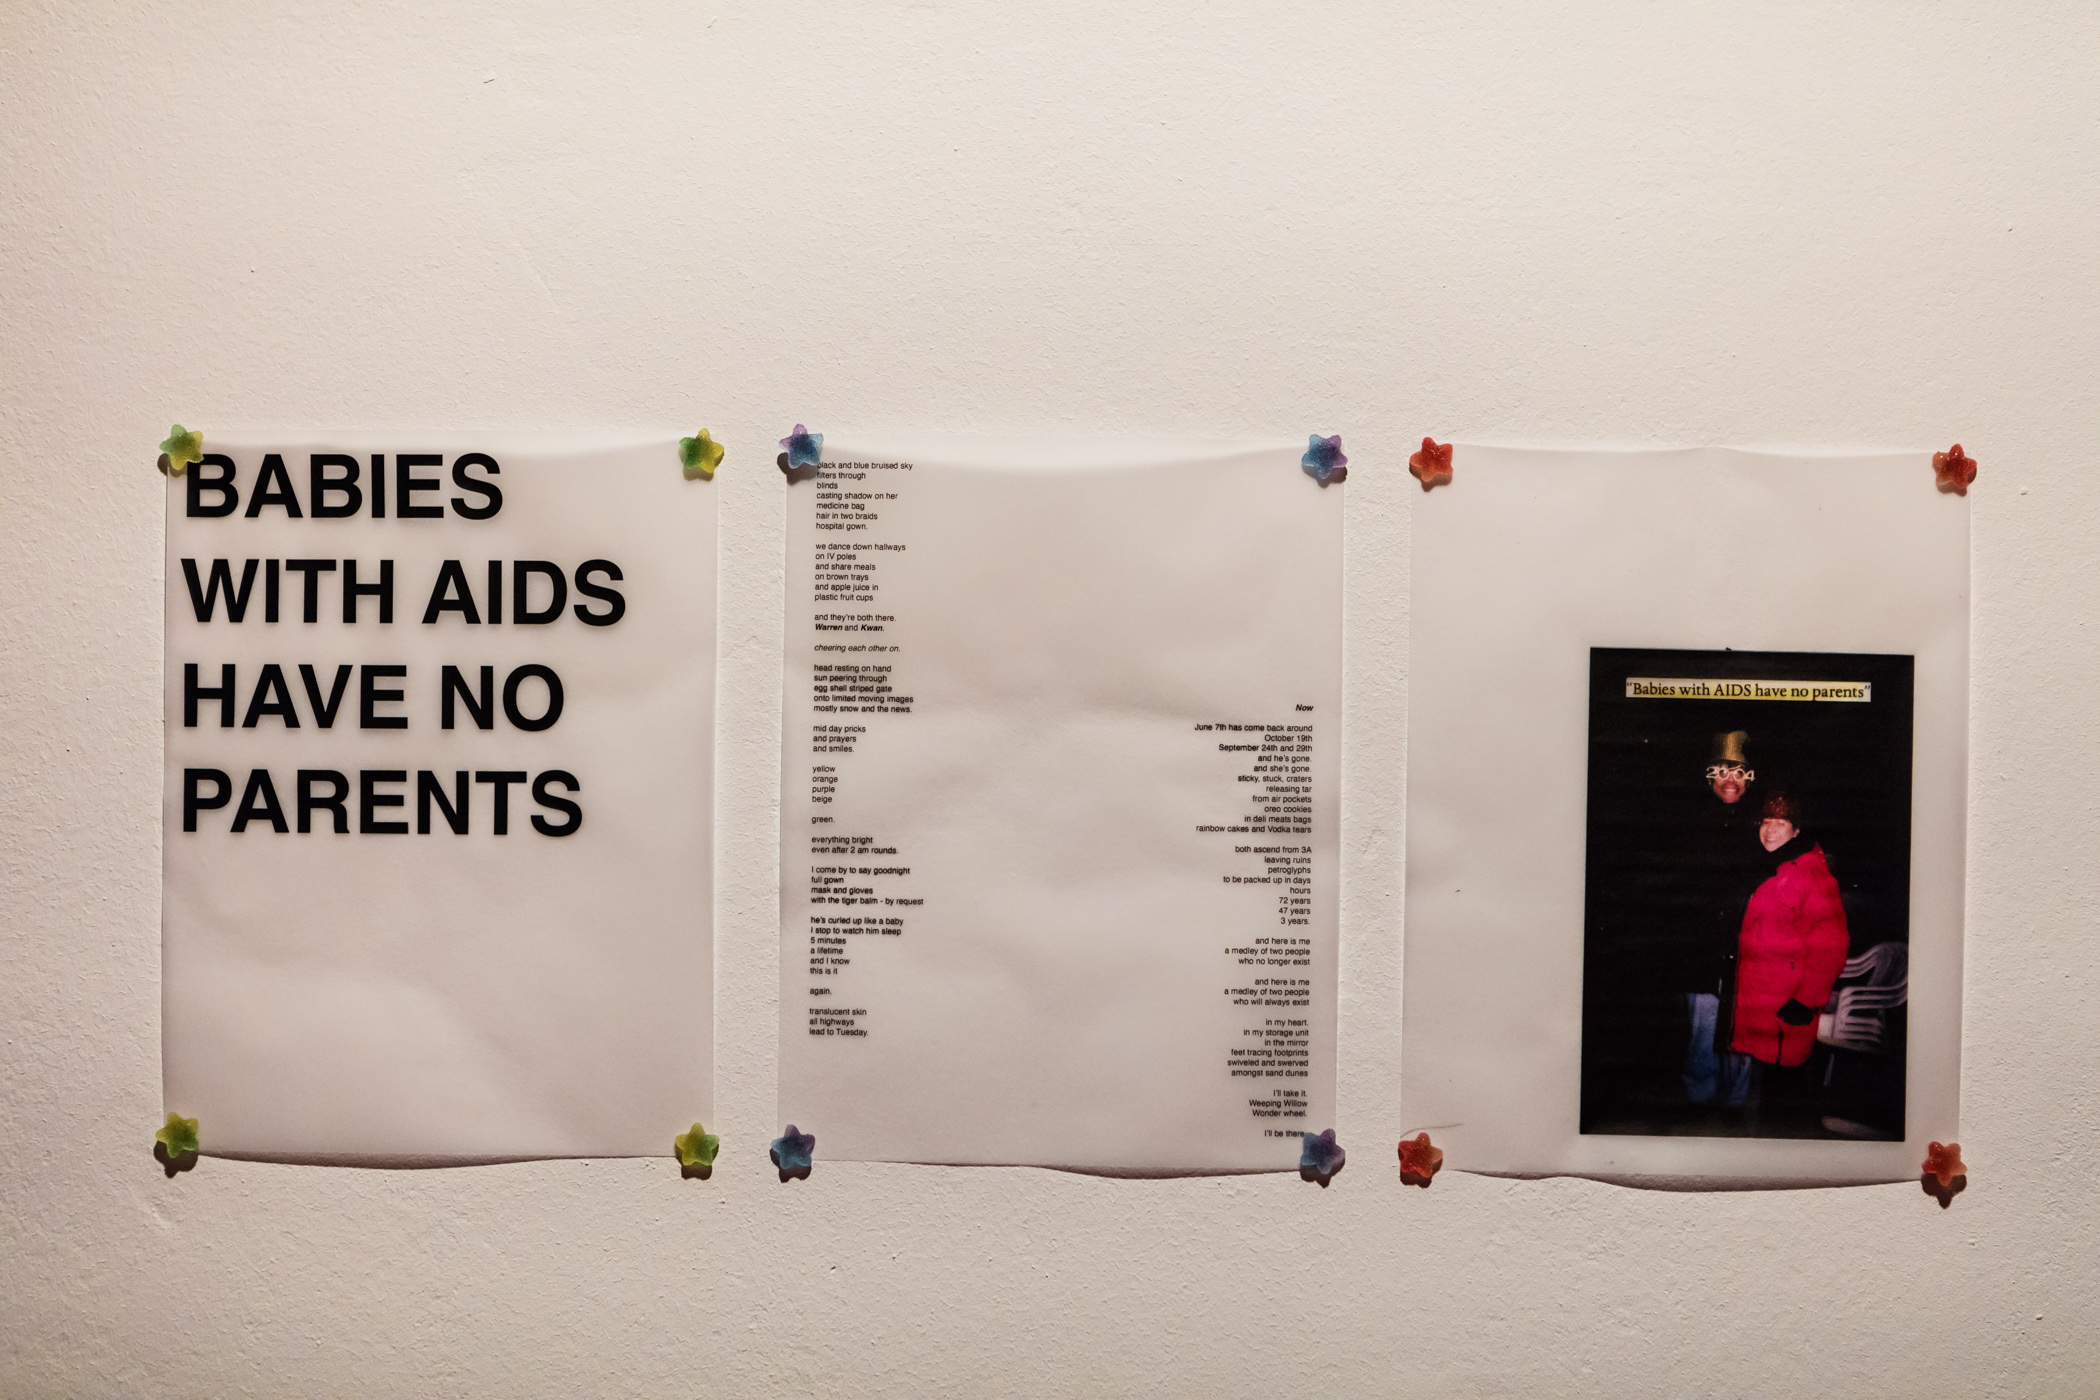 BABIES
WITH AIDS
HAVE NO
PARENTS
black and blue bruised sky
filters through
blinds
casting shadow on her
medicine bag
hair in two braids
hospital gown.
we dance down hallways
on IV poles
and share meals
on brown trays
and apple juice in
plastic fruit cups
and they're both there.
Warren and Kwan.
cheering each other on.
head resting on hand
sun peering through
egg shell striped gate
onto limited moving images
mostly snow and the news.
mid day pricks
and prayers
and smiles.
yellow
orange
purple
beige
green.
everything bright
even after 2 am rounds.
I come by to say goodnight
full gown
mask and gloves
with the tiger balm - by request
he's curled up like a baby
I stop to watch him sleep
5 minutes
a lifetime
and I know
this is it
again.
translucent skin
all highways
lead to Tuesday.
Now
June 7th has come back around
October 19th
September 24th and 29th
and he's gone.
and she's gone.
sticky, stuck, craters
releasing tar
from air pockets
oreo cookies
in deli meats bags
rainbow cakes and Vodka tears
both ascend from 3A
leaving ruins
petroglyphs
to be packed up in days
hours
72 years
47 years
3 years.
and here is me
a medley of two people
who no longer exist
and here is me
a medley of two people
who will always exist
in my heart.
in my storage unit
in the mirror
feet tracing footprints
swiveled and swerved
amongst sand dunes
I'll take it.
Weeping Willow
Wonder wheel.
I'll be there
"Babies with AIDS have no parents"
2004